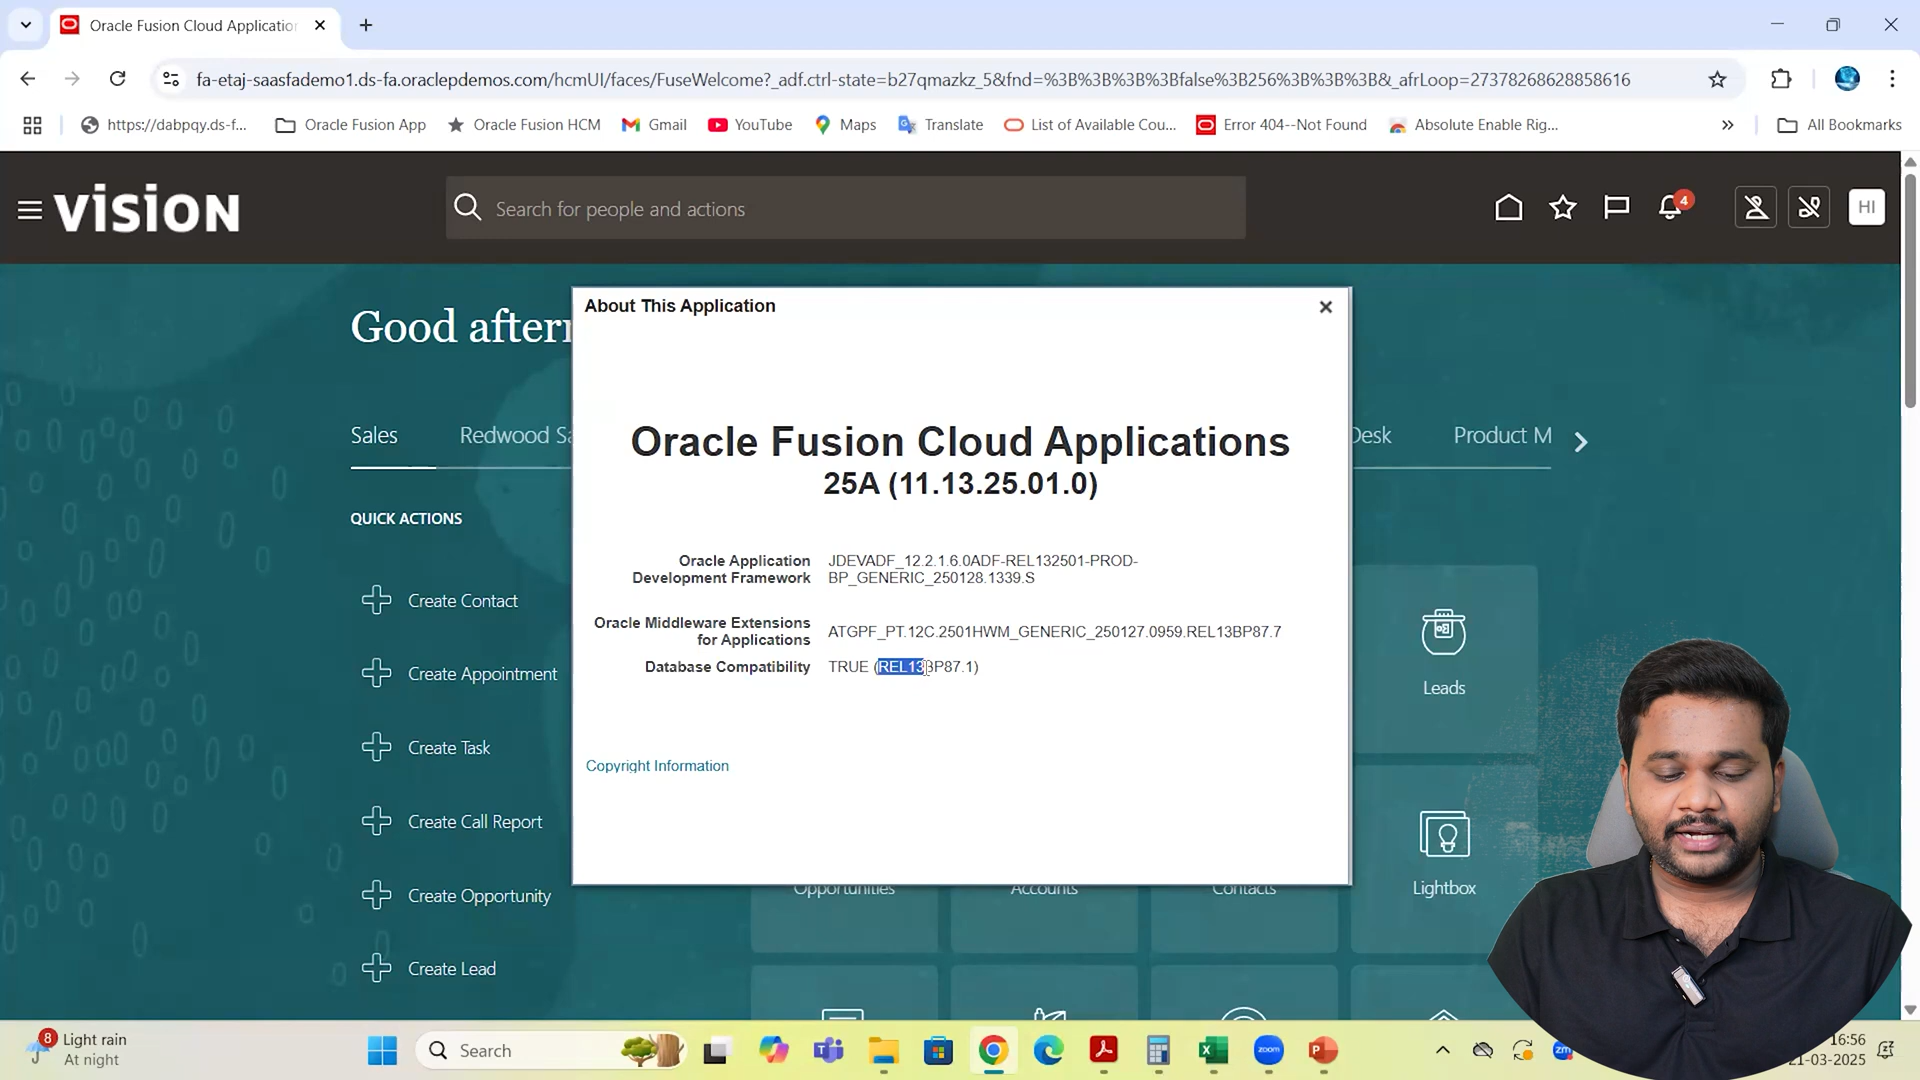 Oracle Fusion Cloud Applicatio
fa-etaj-saasfademo1.ds-fa.oraclepdemos.com/hcmUI/faces/FuseWelcome?_adf.ctrl-state=b27qmazkz_5&fnd=%3B%3B%3B%3Bfalse%3B256%3B%3B%3B&_afrLoop=27378268628858616
https://dabpqy.ds-f...
Oracle Fusion App
Oracle Fusion HCM
Gmail
YouTube
Maps
Translate
List of Available Cou...
Error 404--Not Found
Absolute Enable Rig...
All Bookmarks
VISION
Search for people and actions
4
HI
Good after
Sales
Redwood Sa
Desk
Product M
QUICK ACTIONS
Create Contact
Create Appointment
Create Task
Create Call Report
Create Opportunity
Create Lead
About This Application
Oracle Fusion Cloud Applications
25A (11.13.25.01.0)
Oracle Application Development Framework
JDEVADF_12.2.1.6.0ADF-REL132501-PROD-
BP_GENERIC_250128.1339.S
Oracle Middleware Extensions for Applications
ATGPF_PT.12C.2501HWM_GENERIC_250127.0959.REL13BP87.7
Database Compatibility
TRUE (REL13BP87.1)
Copyright Information
Leads
Opportunities
Accounts
Contacts
Lightbox
8
Light rain
At night
Search
zoom
zm
16:56
21-03-2025